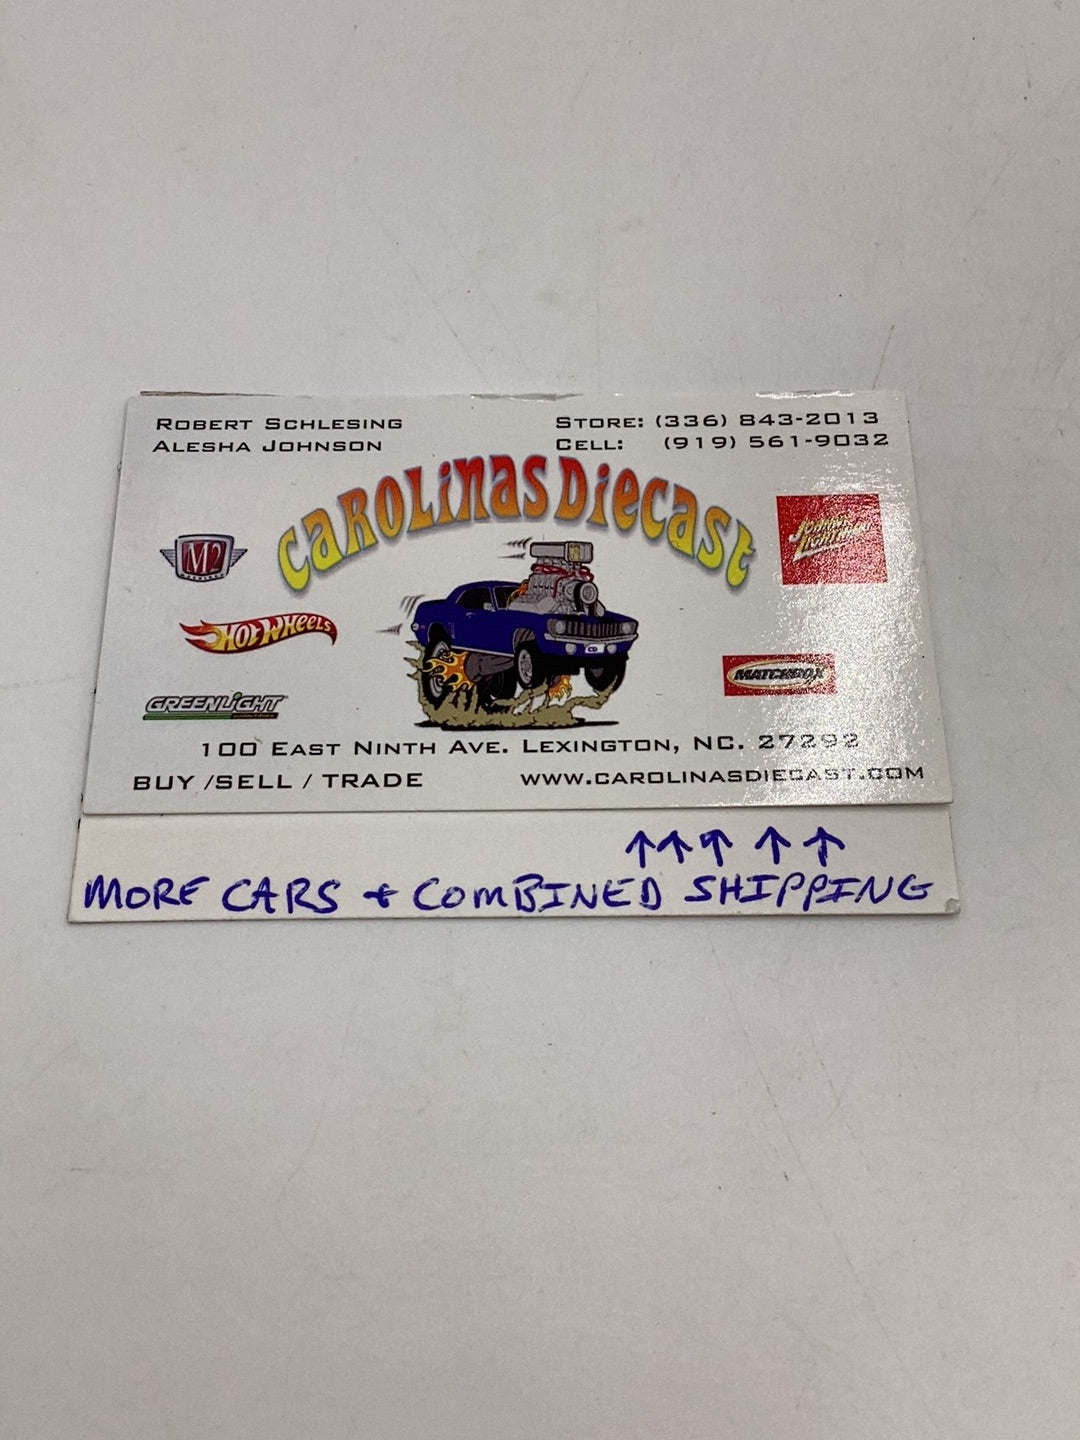 ROBERT SCHLESING
ALESHA JOHNSON
STORE: (336) 843-2013
CELL: (919) 561-9032
CAROLINAS DIECAST
M2
JOHNNY LIGHTNING
HOT WHEELS
MATCHBOX
GREENLIGHT
CD
100 EAST NINTH AVE. LEXINGTON, NC. 27292
BUY /SELL / TRADE
WWW.CAROLINASDIECAST.COM
MORE CARS + COMBINED SHIPPING